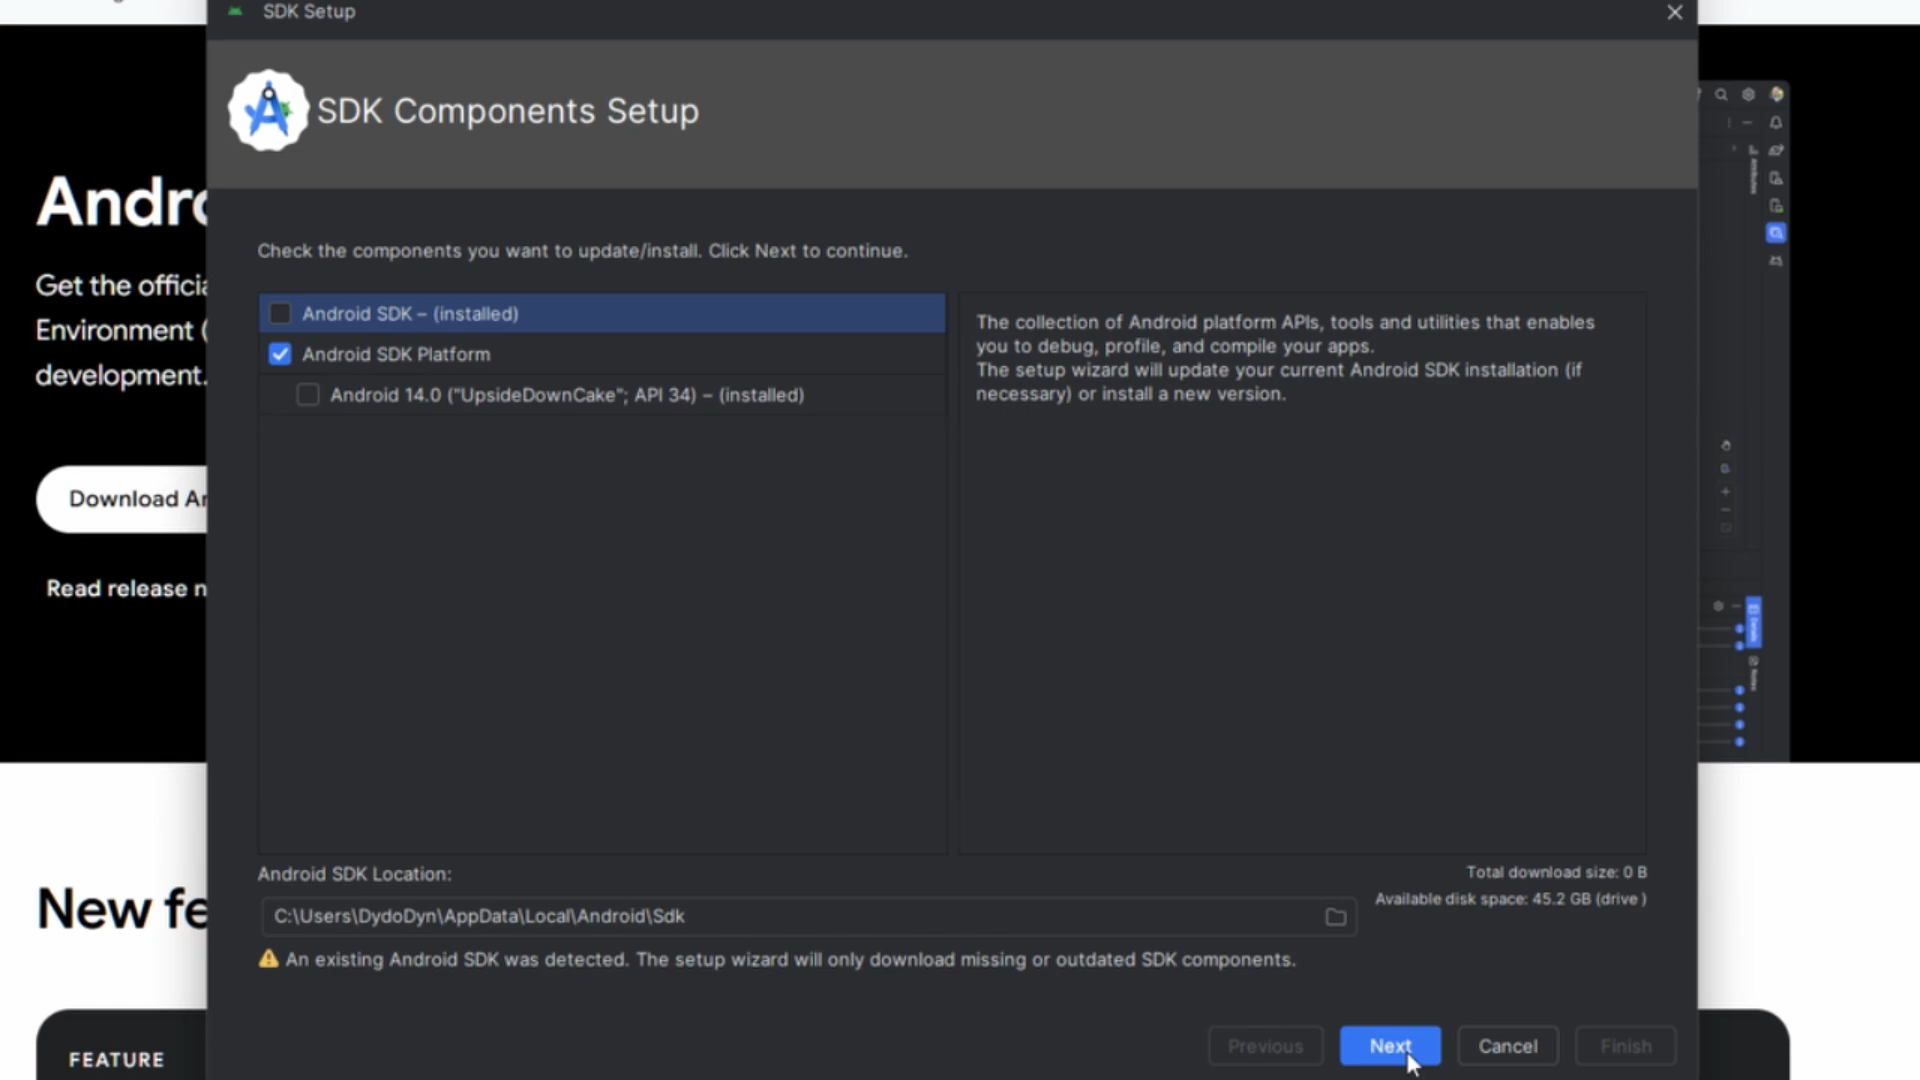 SDK Setup
SDK Components Setup
Andro
Get the officia
Environment (
development.
Download Ar
Read release n
New fe
FEATURE
Check the components you want to update/install. Click Next to continue.
Android SDK – (installed)
Android SDK Platform
Android 14.0 ("UpsideDownCake"; API 34) – (installed)
The collection of Android platform APIs, tools and utilities that enables
you to debug, profile, and compile your apps.
The setup wizard will update your current Android SDK installation (if
necessary) or install a new version.
Android SDK Location:
Total download size: 0 B
Available disk space: 45.2 GB (drive )
C:\Users\DydoDyn\AppData\Local\Android\Sdk
An existing Android SDK was detected. The setup wizard will only download missing or outdated SDK components.
Previous
Next
Cancel
Finish